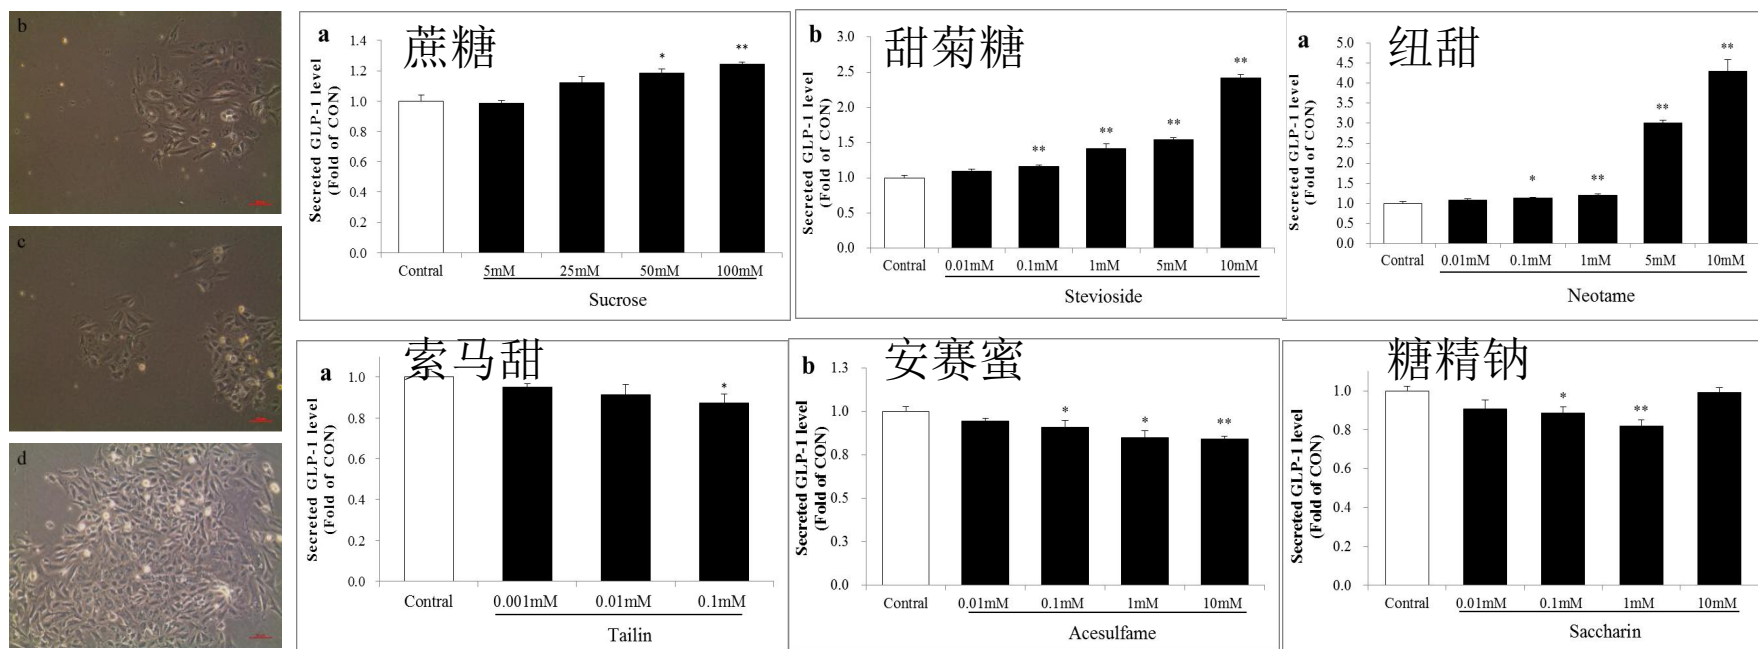 b
c
d
a
蔗糖
Secreted GLP-1 level
(Fold of CON)
1.4
1.2
1.0
0.8
0.6
0.4
0.2
0.0
*
**
Contral 5mM 25mM 50mM 100mM
Sucrose
b
甜菊糖
Secreted GLP-1 level
(Fold of CON)
3.0
2.5
2.0
1.5
1.0
0.5
0.0
**
**
**
**
Contral 0.01mM 0.1mM 1mM 5mM 10mM
Stevioside
a
纽甜
Secreted GLP-1 level
(Fold of CON)
5.0
4.5
4.0
3.5
3.0
2.5
2.0
1.5
1.0
0.5
0.0
*
**
**
**
Contral 0.01mM 0.1mM 1mM 5mM 10mM
Neotame
a
索马甜
Secreted GLP-1 level
(Fold of CON)
1.0
0.8
0.6
0.4
0.2
0.0
*
Contral 0.001mM 0.01mM 0.1mM
Tailin
b
安赛蜜
Secreted GLP-1 level
(Fold of CON)
1.3
1.0
0.8
0.5
0.3
0.0
*
*
**
Contral 0.01mM 0.1mM 1mM 10mM
Acesulfame
糖精钠
Secreted GLP-1 level
(Fold of CON)
1.0
0.8
0.6
0.4
0.2
0.0
*
**
Contral 0.01mM 0.1mM 1mM 10mM
Saccharin